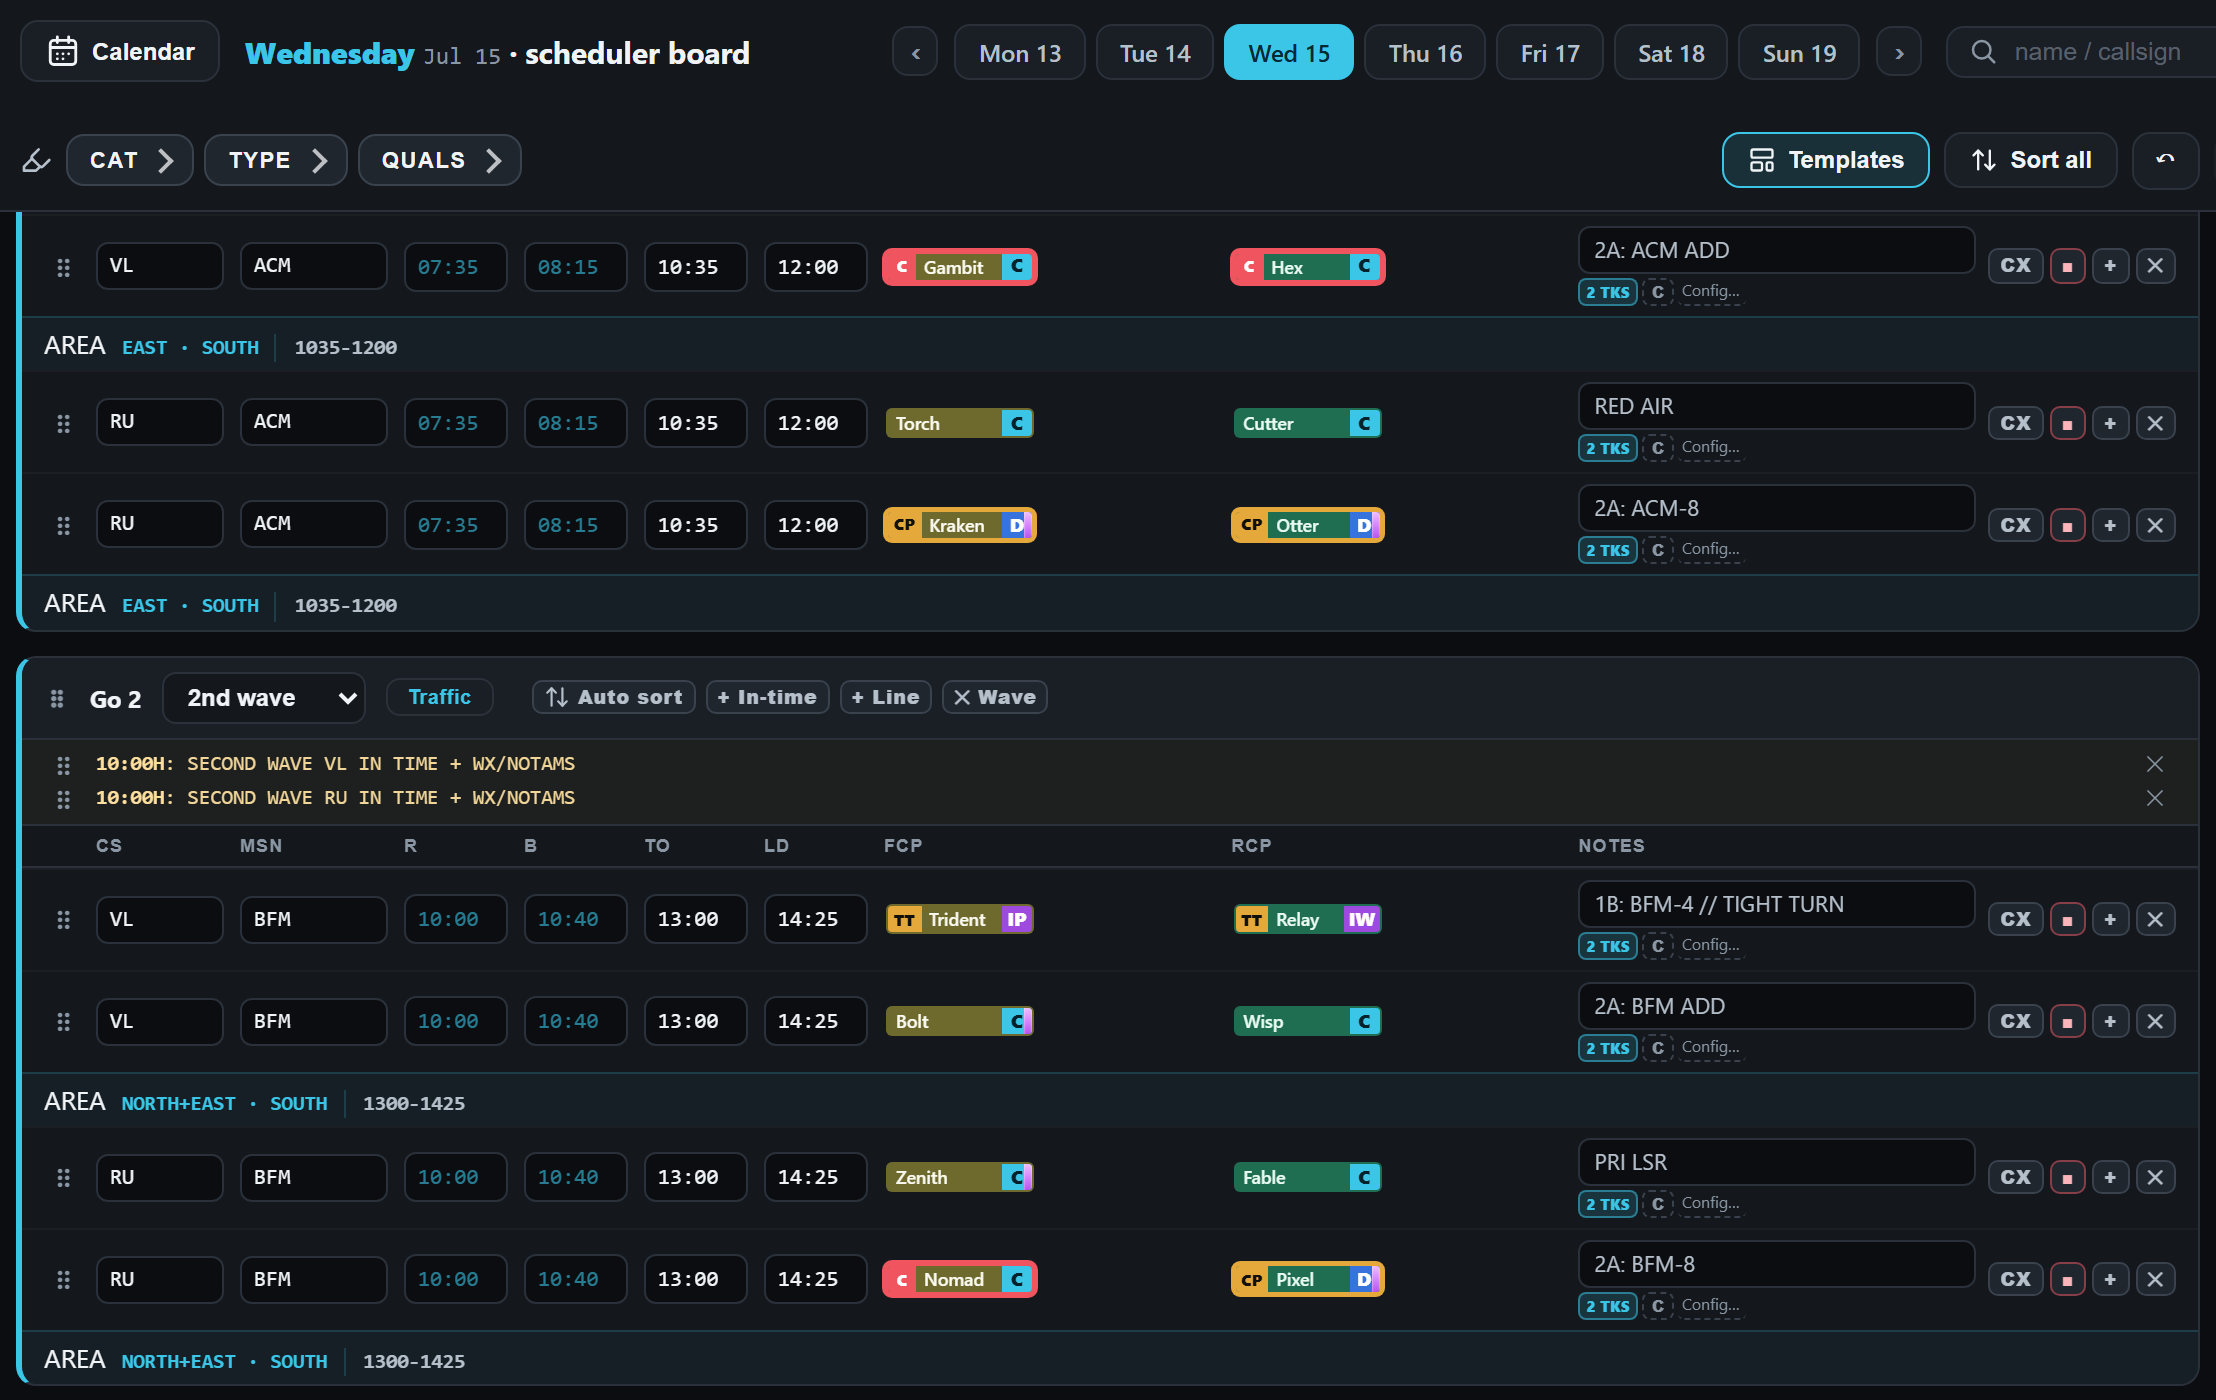 Calendar Wednesday Jul 15 · scheduler board ‹ Mon 13 Tue 14 Wed 15 Thu 16 Fri 17 Sat 18 Sun 19 › name / callsign
CAT TYPE QUALS Templates Sort all
VL ACM 07:35 08:15 10:35 12:00 C Gambit C C Hex C 2A: ACM ADD CX + X
2 TKS C Config...
AREA EAST · SOUTH 1035-1200
RU ACM 07:35 08:15 10:35 12:00 Torch C Cutter C RED AIR CX + X
2 TKS C Config...
RU ACM 07:35 08:15 10:35 12:00 CP Kraken D CP Otter D 2A: ACM-8 CX + X
2 TKS C Config...
AREA EAST · SOUTH 1035-1200
Go 2 2nd wave Traffic Auto sort + In-time + Line X Wave
10:00H: SECOND WAVE VL IN TIME + WX/NOTAMS X
10:00H: SECOND WAVE RU IN TIME + WX/NOTAMS X
CS MSN R B TO LD FCP RCP NOTES
VL BFM 10:00 10:40 13:00 14:25 TT Trident IP TT Relay IW 1B: BFM-4 // TIGHT TURN CX + X
2 TKS C Config...
VL BFM 10:00 10:40 13:00 14:25 Bolt C Wisp C 2A: BFM ADD CX + X
2 TKS C Config...
AREA NORTH+EAST · SOUTH 1300-1425
RU BFM 10:00 10:40 13:00 14:25 Zenith C Fable C PRI LSR CX + X
2 TKS C Config...
RU BFM 10:00 10:40 13:00 14:25 C Nomad C CP Pixel D 2A: BFM-8 CX + X
2 TKS C Config...
AREA NORTH+EAST · SOUTH 1300-1425